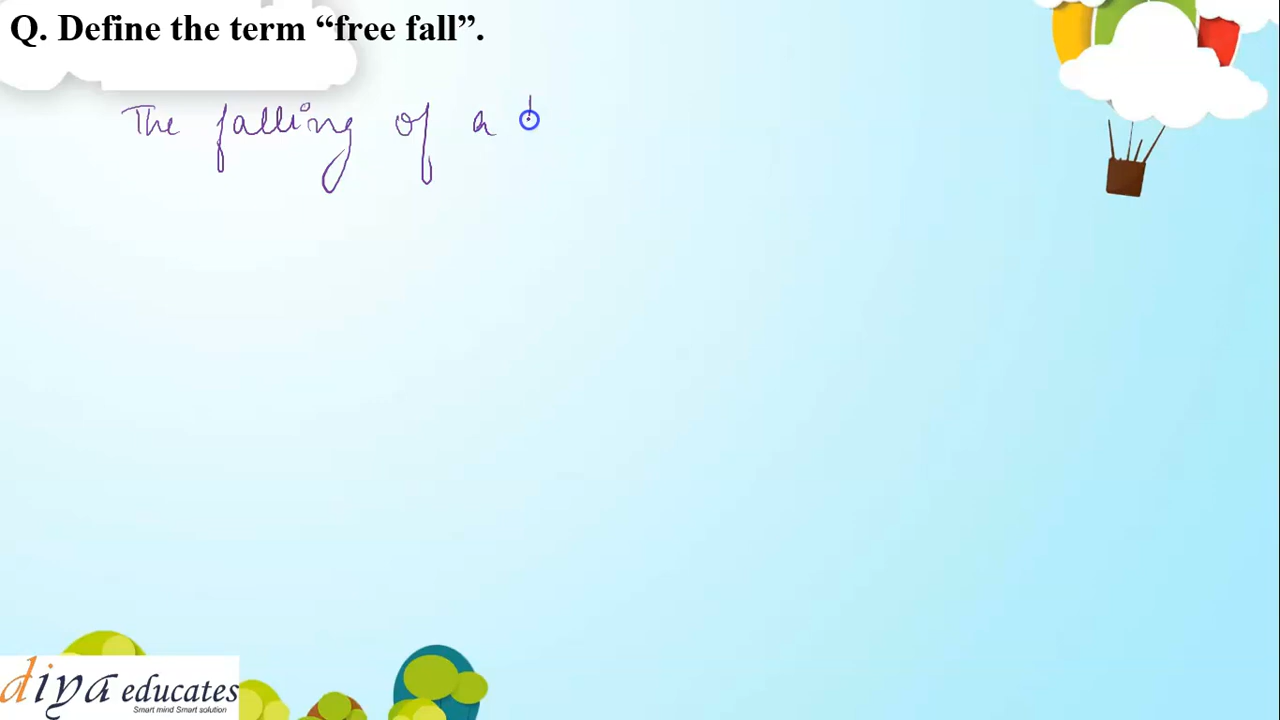 Q. Define the term “free fall”.
The falling of a
diya educates
Smart mind Smart solution